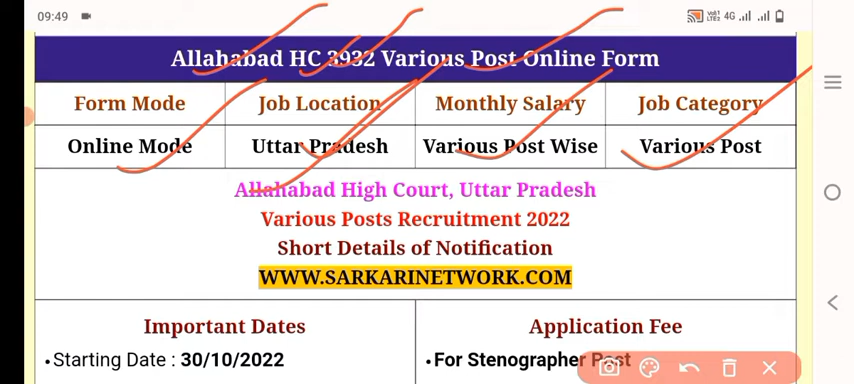 09:49 4G
Allahabad HC 3932 Various Post Online Form
Form Mode Job Location Monthly Salary Job Category
Online Mode Uttar Pradesh Various Post Wise Various Post
Allahabad High Court, Uttar Pradesh
Various Posts Recruitment 2022
Short Details of Notification
WWW.SARKARINETWORK.COM
Important Dates Application Fee
• Starting Date : 30/10/2022 • For Stenographer Post